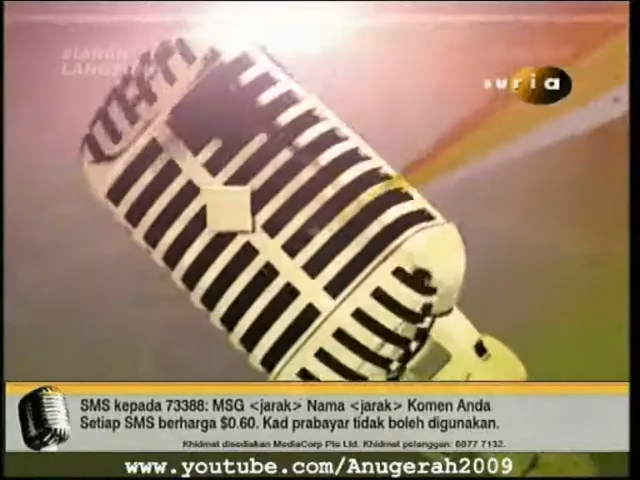 SIARAN
LANGSUNG
suria
SMS kepada 73388: MSG <jarak> Nama <jarak> Komen Anda
Setiap SMS berharga $0.60. Kad prabayar tidak boleh digunakan.
Khidmat disediakan MediaCorp Pte Ltd. Khidmat pelanggan: 6877 7132.
www.youtube.com/Anugerah2009